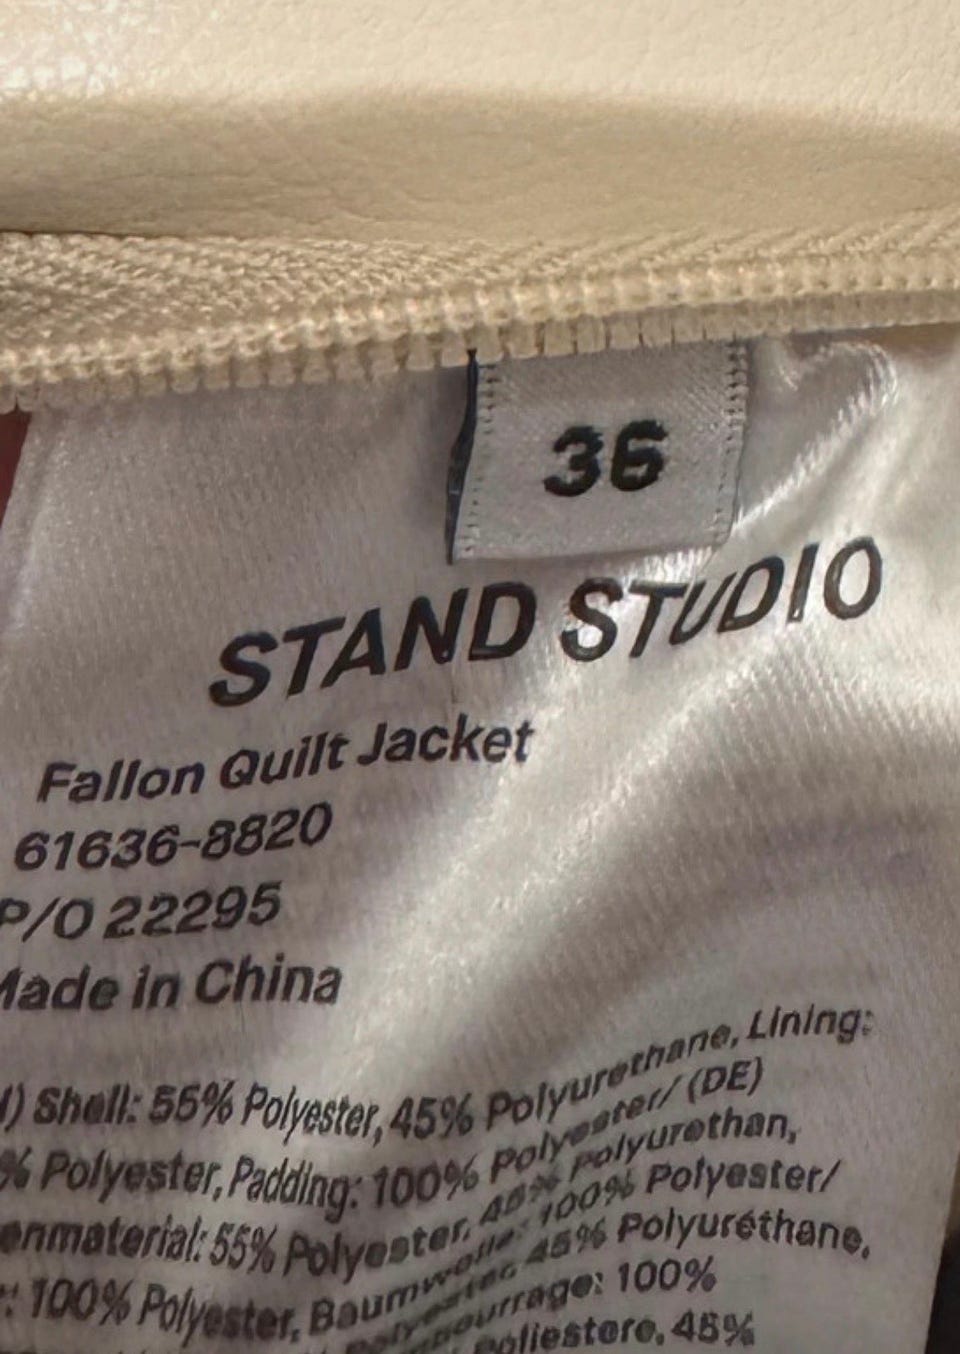 36
STAND STUDIO
Fallon Quilt Jacket
61636-8820
P/O 22295
Made in China
Shell: 55% Polyester, 45% Polyurethane, Lining:
% Polyester, Padding: 100% Polyester/ (DE)
enmaterial: 55% Polyester, 45% Polyurethan,
: 100% Polyester, Baumwolle: 100% Polyester/
Polyester, 45% Polyuréthane,
bourrage: 100%
Poliestere, 45%